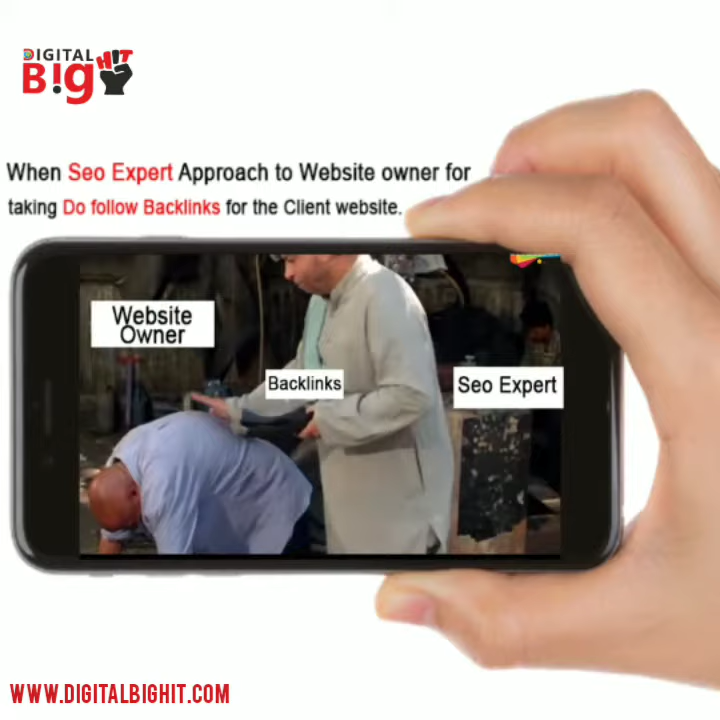 DIGITAL HIT
B!g
When Seo Expert Approach to Website owner for
taking Do follow Backlinks for the Client website.
Website
Owner
Backlinks
Seo Expert
WWW.DIGITALBIGHIT.COM